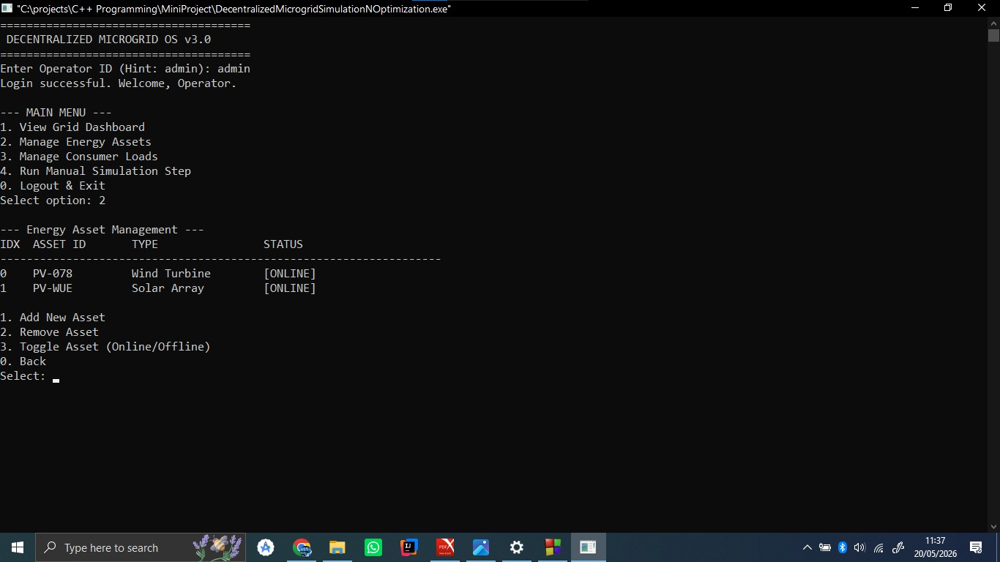 "C:\projects\C++ Programming\MiniProject\DecentralizedMicrogridSimulationNOptimization.exe"
======================================
DECENTRALIZED MICROGRID OS v3.0
======================================
Enter Operator ID (Hint: admin): admin
Login successful. Welcome, Operator.
--- MAIN MENU ---
1. View Grid Dashboard
2. Manage Energy Assets
3. Manage Consumer Loads
4. Run Manual Simulation Step
0. Logout & Exit
Select option: 2
--- Energy Asset Management ---
IDX  ASSET ID       TYPE                STATUS
-------------------------------------------------------------------
0    PV-078         Wind Turbine        [ONLINE]
1    PV-WUE         Solar Array         [ONLINE]
1. Add New Asset
2. Remove Asset
3. Toggle Asset (Online/Offline)
0. Back
Select:
Type here to search
11:37
20/05/2026